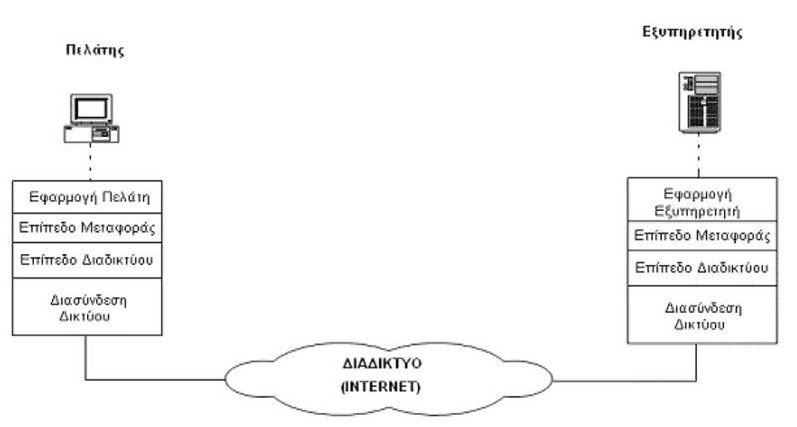 Πελάτης
Εξυπηρετητής
Εφαρμογή Πελάτη
Επίπεδο Μεταφοράς
Επίπεδο Διαδικτύου
Διασύνδεση
Δικτύου
Εφαρμογή
Εξυπηρετητή
Επίπεδο Μεταφοράς
Επίπεδο Διαδικτύου
Διασύνδεση
Δικτύου
ΔΙΑΔΙΚΤΥΟ
(INTERNET)